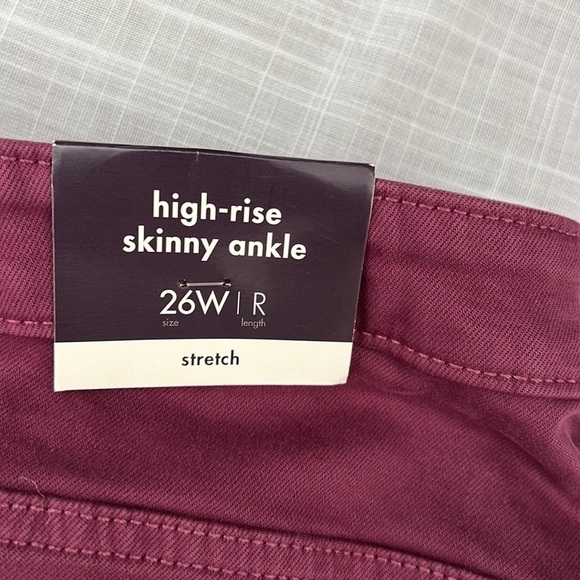 high-rise
skinny ankle
26W | R
size length
stretch